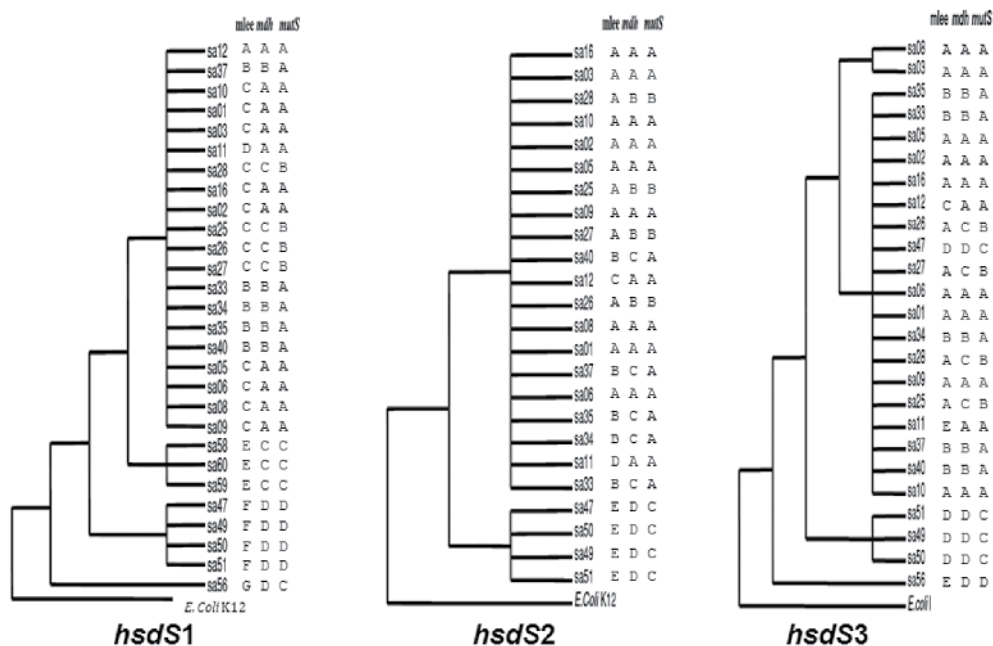 mlee mdh mutS
sa12 A A A
sa37 B B A
sa10 C A A
sa01 C A A
sa03 C A A
sa11 D A A
sa28 C C B
sa16 C A A
sa02 C A A
sa25 C C B
sa26 C C B
sa27 C C B
sa33 B B A
sa34 B B A
sa35 B B A
sa40 B B A
sa05 C A A
sa06 C A A
sa08 C A A
sa09 C A A
sa58 E C C
sa60 E C C
sa59 E C C
sa47 F D D
sa49 F D D
sa50 F D D
sa51 F D D
sa56 G D C
E. Coli K12
hsdS1
mlee mdh mutS
sa16 A A A
sa03 A A A
sa28 A B B
sa10 A A A
sa02 A A A
sa05 A A A
sa25 A B B
sa09 A A A
sa27 A B B
sa40 B C A
sa12 C A A
sa26 A B B
sa08 A A A
sa01 A A A
sa37 B C A
sa06 A A A
sa35 B C A
sa34 B C A
sa11 D A A
sa33 B C A
sa47 E D C
sa50 E D C
sa49 E D C
sa51 E D C
E.Coli K12
hsdS2
mlee mdh mutS
sa08 A A A
sa03 A A A
sa35 B B A
sa33 B B A
sa05 A A A
sa02 A A A
sa16 A A A
sa12 C A A
sa26 A C B
sa47 D D C
sa27 A C B
sa06 A A A
sa01 A A A
sa34 B B A
sa28 A C B
sa09 A A A
sa25 A C B
sa11 E A A
sa37 B B A
sa40 B B A
sa10 A A A
sa51 D D C
sa49 D D C
sa50 D D C
sa56 E D D
E.coli
hsdS3